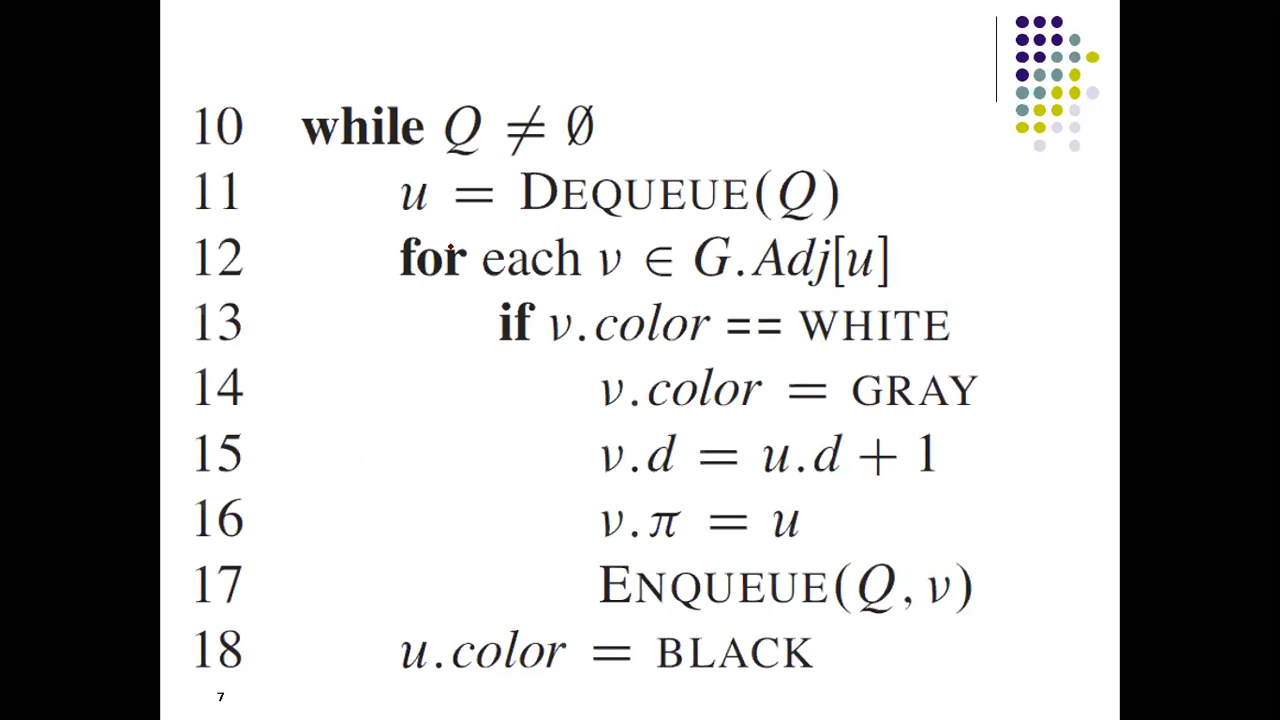 10 while Q ≠ ∅
11 u = DEQUEUE(Q)
12 for each v ∈ G.Adj[u]
13 if v.color == WHITE
14 v.color = GRAY
15 v.d = u.d + 1
16 v.π = u
17 ENQUEUE(Q, v)
18 u.color = BLACK
7